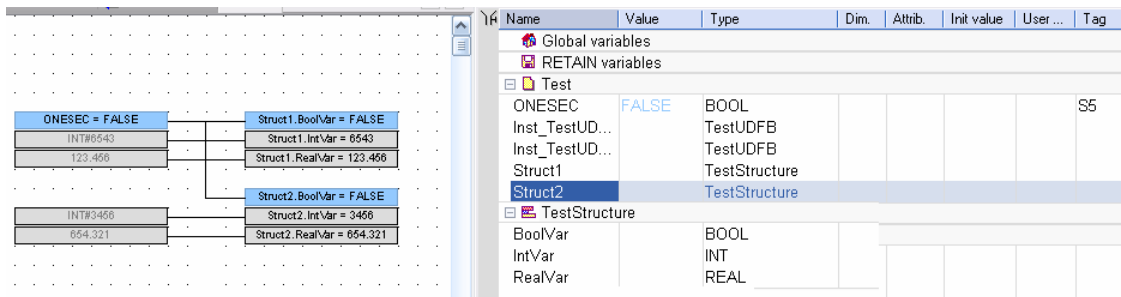 ONESEC = FALSE
INT#6543
123.456
INT#3456
654.321
Struct1.BoolVar = FALSE
Struct1.IntVar = 6543
Struct1.RealVar = 123.456
Struct2.BoolVar = FALSE
Struct2.IntVar = 3456
Struct2.RealVar = 654.321
Name Value Type Dim. Attrib. Init value User ... Tag
Global variables
RETAIN variables
Test
ONESEC FALSE BOOL S5
Inst_TestUD... TestUDFB
Inst_TestUD... TestUDFB
Struct1 TestStructure
Struct2 TestStructure
TestStructure
BoolVar BOOL
IntVar INT
RealVar REAL